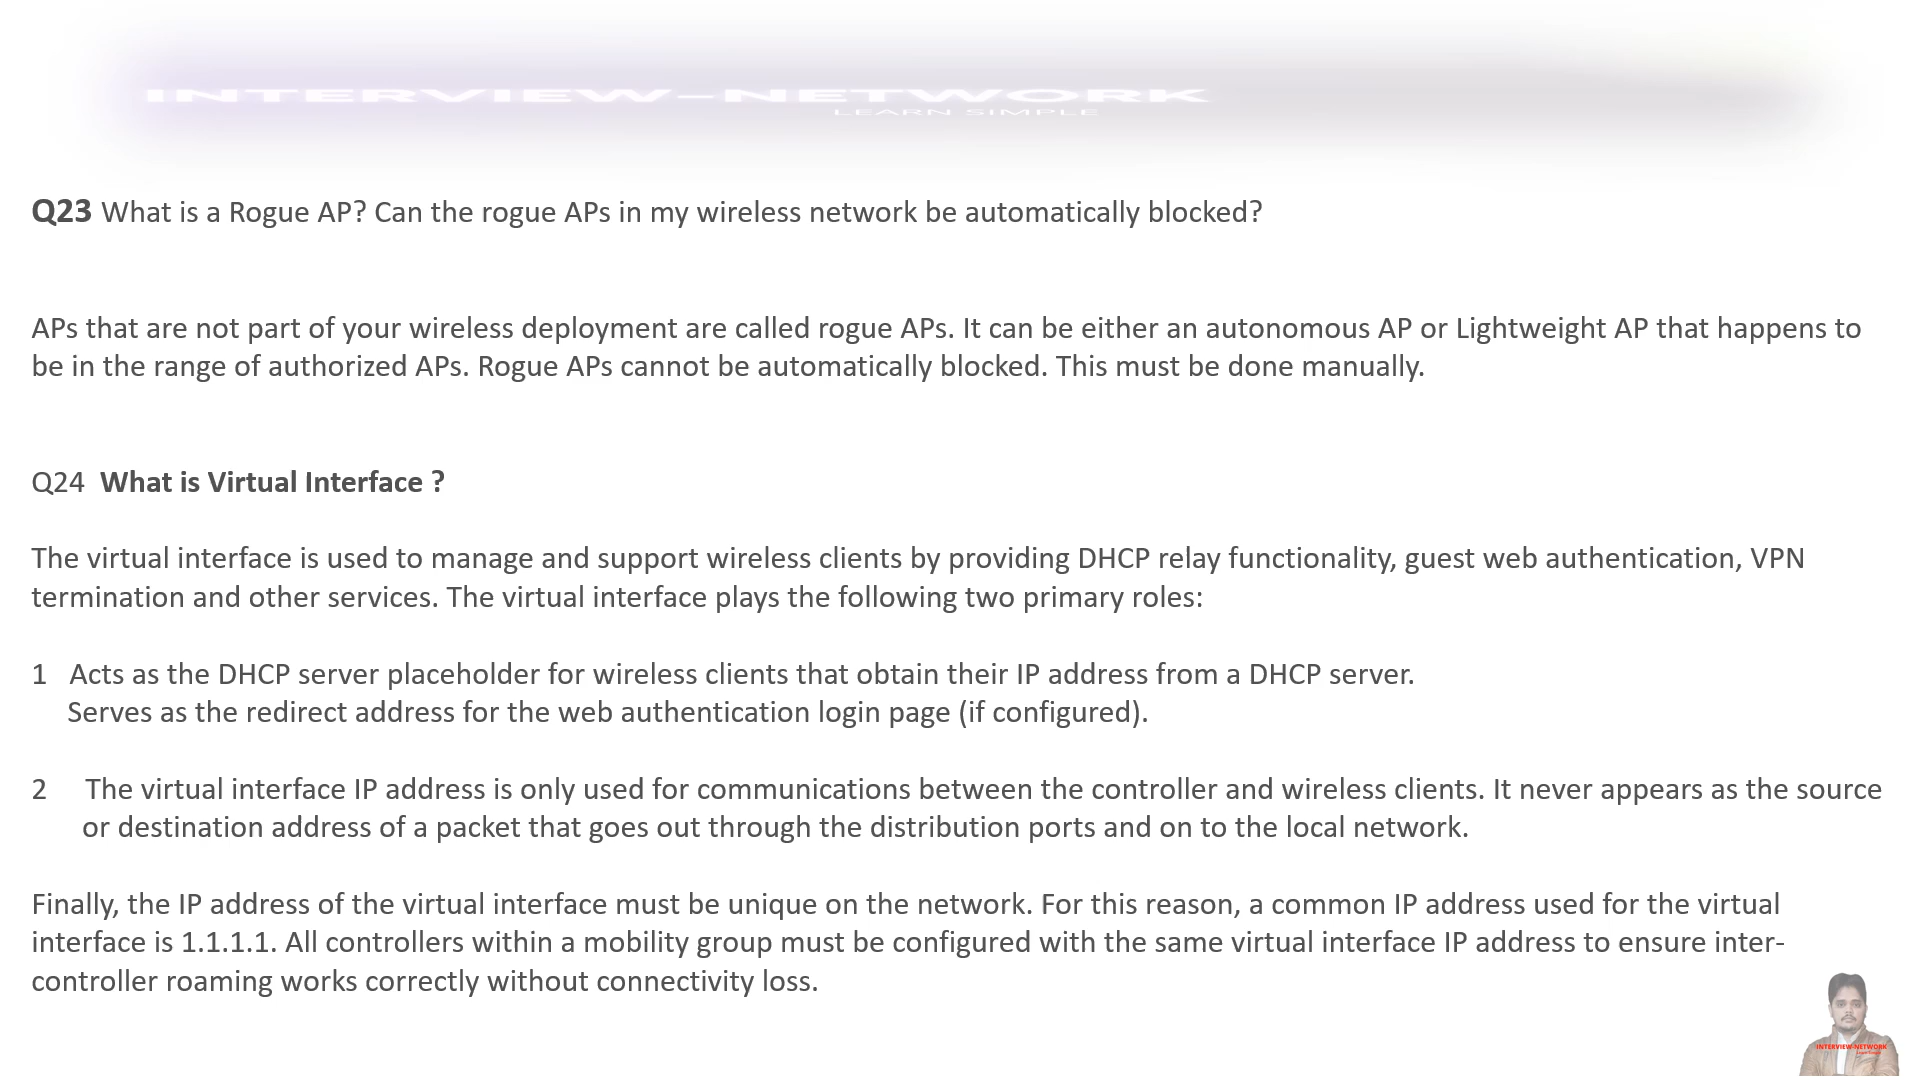 INTERVIEW-NETWORK
LEARN SIMPLE
Q23 What is a Rogue AP? Can the rogue APs in my wireless network be automatically blocked?
APs that are not part of your wireless deployment are called rogue APs. It can be either an autonomous AP or Lightweight AP that happens to
be in the range of authorized APs. Rogue APs cannot be automatically blocked. This must be done manually.
Q24 What is Virtual Interface ?
The virtual interface is used to manage and support wireless clients by providing DHCP relay functionality, guest web authentication, VPN
termination and other services. The virtual interface plays the following two primary roles:
1 Acts as the DHCP server placeholder for wireless clients that obtain their IP address from a DHCP server.
Serves as the redirect address for the web authentication login page (if configured).
2 The virtual interface IP address is only used for communications between the controller and wireless clients. It never appears as the source
or destination address of a packet that goes out through the distribution ports and on to the local network.
Finally, the IP address of the virtual interface must be unique on the network. For this reason, a common IP address used for the virtual
interface is 1.1.1.1. All controllers within a mobility group must be configured with the same virtual interface IP address to ensure inter-
controller roaming works correctly without connectivity loss.
INTERVIEW-NETWORK